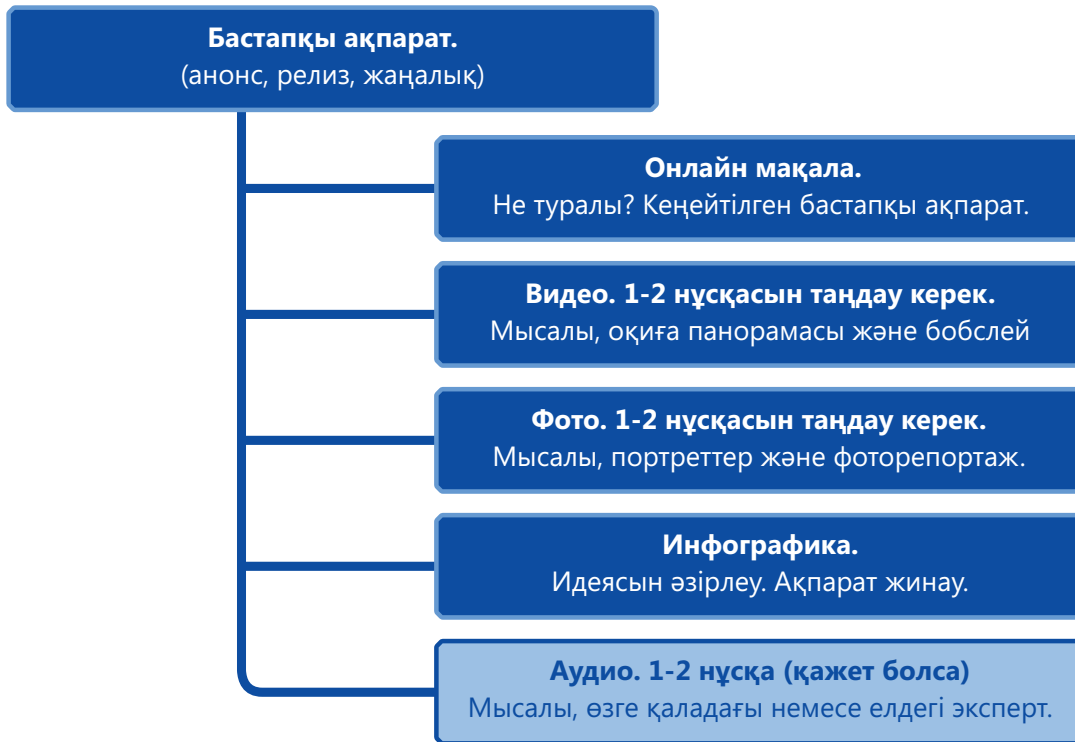 Бастапқы ақпарат.
(анонс, релиз, жаңалық)
Онлайн мақала.
Не туралы? Кеңейтілген бастапқы ақпарат.
Видео. 1-2 нұсқасын таңдау керек.
Мысалы, оқиға панорамасы және бобслей
Фото. 1-2 нұсқасын таңдау керек.
Мысалы, портреттер және фоторепортаж.
Инфографика.
Идеясын әзірлеу. Ақпарат жинау.
Аудио. 1-2 нұсқа (қажет болса)
Мысалы, өзге қаладағы немесе елдегі эксперт.